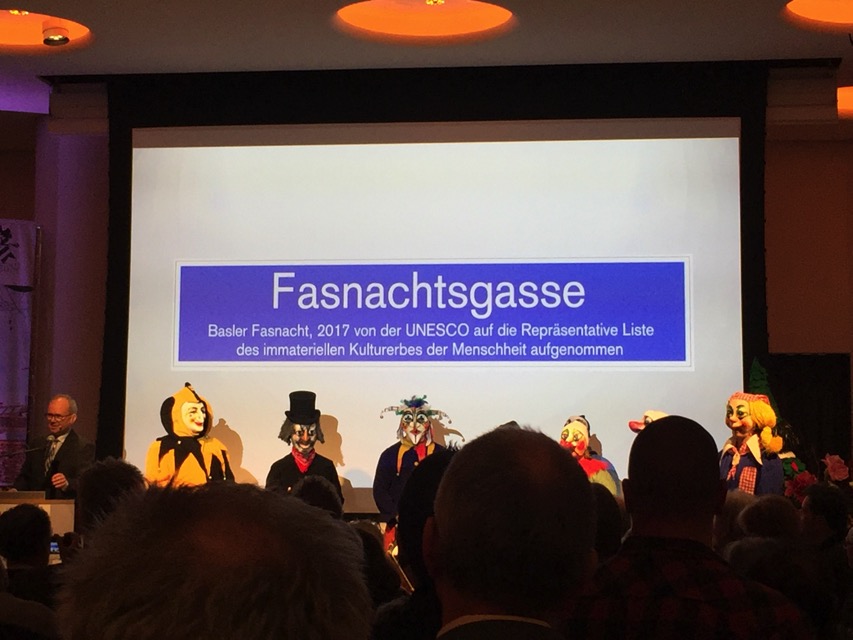 Fasnachtsgasse
Basler Fasnacht, 2017 von der UNESCO auf die Repräsentative Liste
des immateriellen Kulturerbes der Menschheit aufgenommen